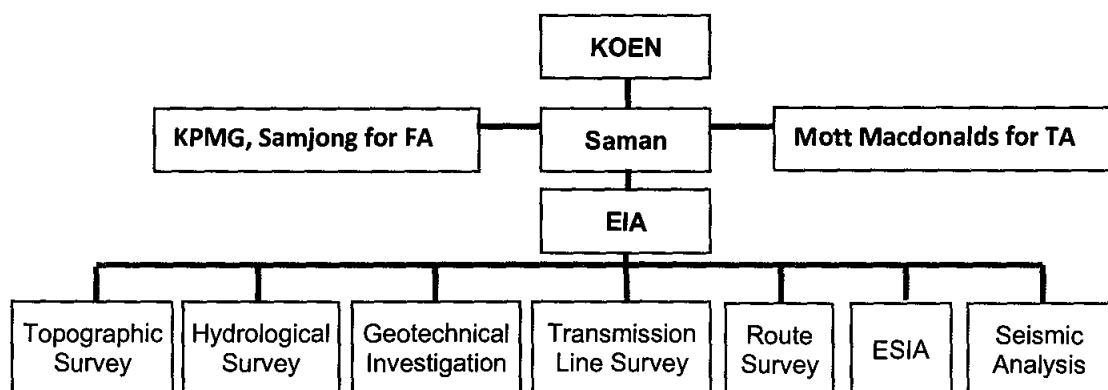 KOEN
KPMG, Samjong for FA
Saman
Mott Macdonalds for TA
EIA
Topographic
Survey
Hydrological
Survey
Geotechnical
Investigation
Transmission
Line Survey
Route
Survey
ESIA
Seismic
Analysis